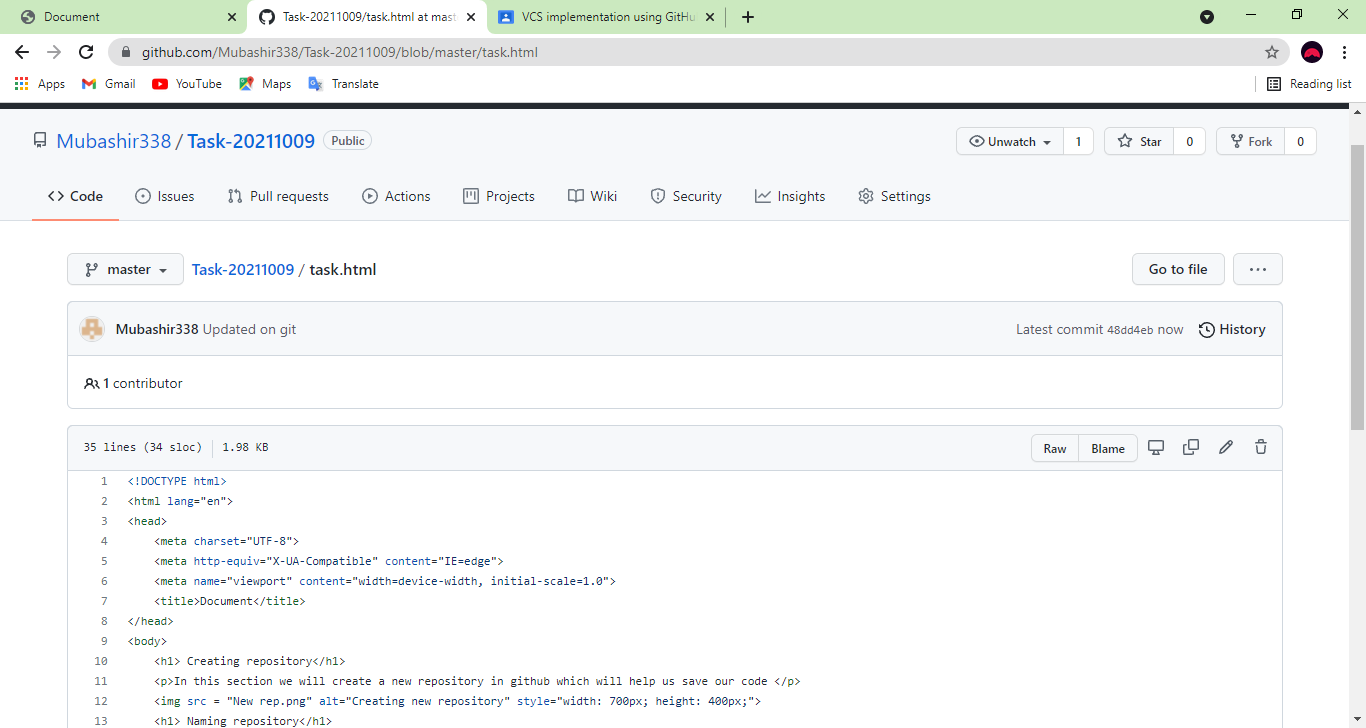 Document
Task-20211009/task.html at mast
VCS implementation using GitHu
github.com/Mubashir338/Task-20211009/blob/master/task.html
Apps Gmail YouTube Maps Translate Reading list
Mubashir338 / Task-20211009 Public
Unwatch 1 Star 0 Fork 0
Code Issues Pull requests Actions Projects Wiki Security Insights Settings
master Task-20211009 / task.html Go to file
Mubashir338 Updated on git Latest commit 48dd4eb now History
1 contributor
35 lines (34 sloc) 1.98 KB Raw Blame
1 <!DOCTYPE html>
2 <html lang="en">
3 <head>
4 <meta charset="UTF-8">
5 <meta http-equiv="X-UA-Compatible" content="IE=edge">
6 <meta name="viewport" content="width=device-width, initial-scale=1.0">
7 <title>Document</title>
8 </head>
9 <body>
10 <h1> Creating repository</h1>
11 <p>In this section we will create a new repository in github which will help us save our code </p>
12 <img src = "New rep.png" alt="Creating new repository" style="width: 700px; height: 400px;">
13 <h1> Naming repository</h1>